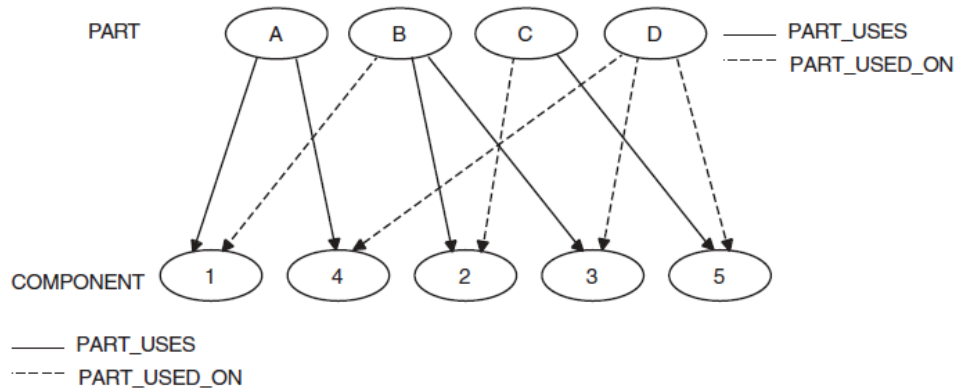 PART A B C D PART_USES
PART_USED_ON
COMPONENT 1 4 2 3 5
PART_USES
PART_USED_ON